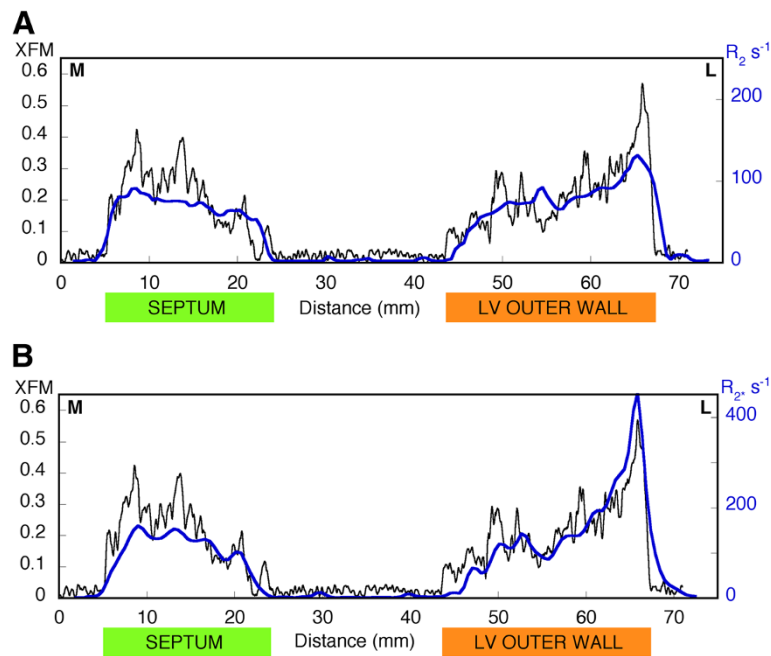 A
XFM
R2 s-1
M
L
0.6
0.5
0.4
0.3
0.2
0.1
0
200
100
0
0 10 20 30 40 50 60 70
SEPTUM
Distance (mm)
LV OUTER WALL
B
XFM
R2* s-1
M
L
0.6
0.5
0.4
0.3
0.2
0.1
0
400
200
0
0 10 20 30 40 50 60 70
SEPTUM
Distance (mm)
LV OUTER WALL